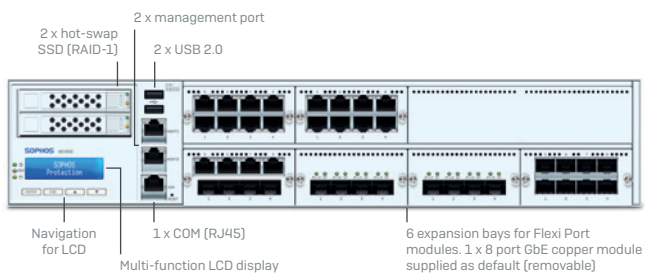 2 x management port
2 x hot-swap
SSD (RAID-1)
2 x USB 2.0
SOPHOS
SOPHOS
Protection
Navigation
for LCD
1 x COM (RJ45)
Multi-function LCD display
6 expansion bays for Flexi Port
modules. 1 x 8 port GbE copper module
supplied as default (removable)